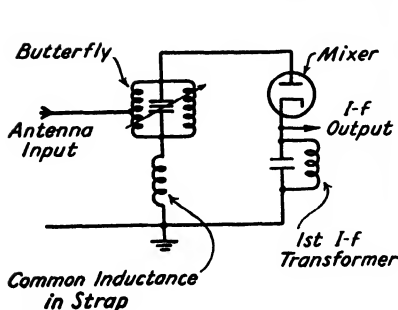 Butterfly
Mixer
Antenna
Input
I-f
Output
1st I-f
Transformer
Common Inductance
in Strap